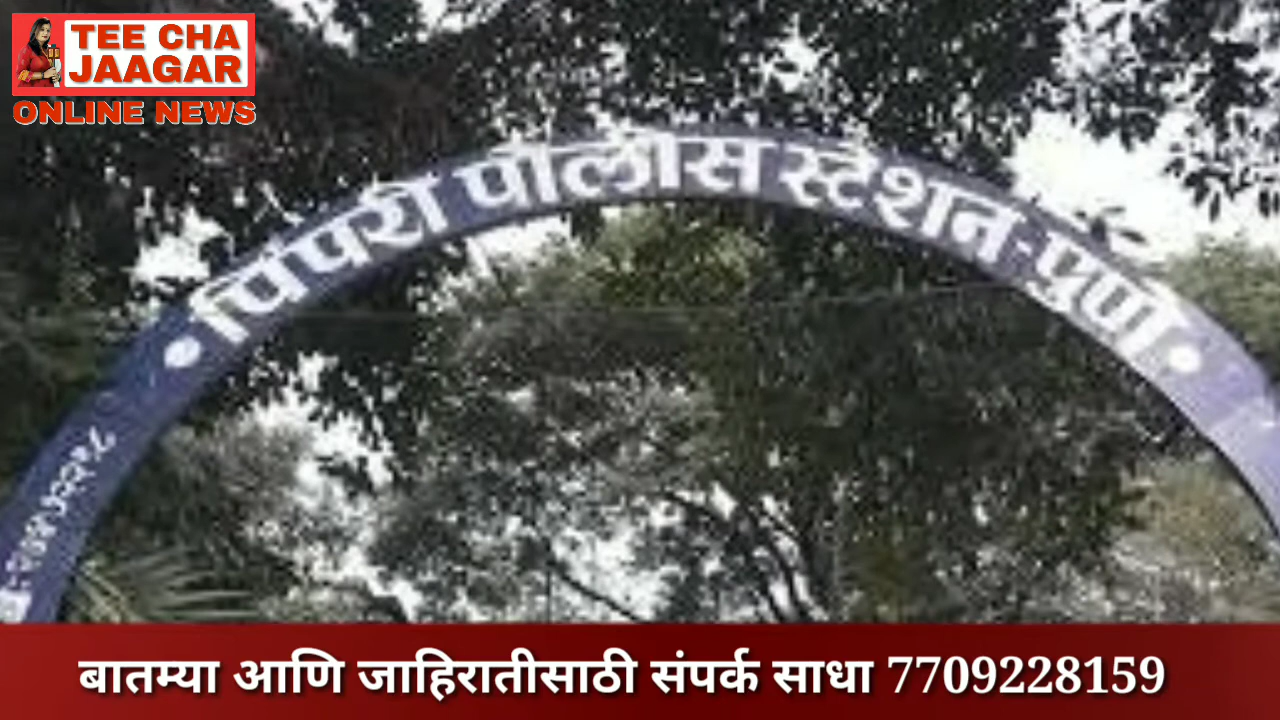 TEE CHA
JAAGAR
ONLINE NEWS
• पिंपरी पोलीस स्टेशन-पुणे •
बातम्या आणि जाहिरातीसाठी संपर्क साधा 7709228159